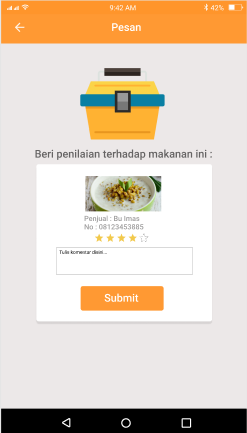 9:42 AM
42%
Pesan
Beri penilaian terhadap makanan ini :
Penjual : Bu Imas
No : 08123453885
Tulis komentar disini...
Submit